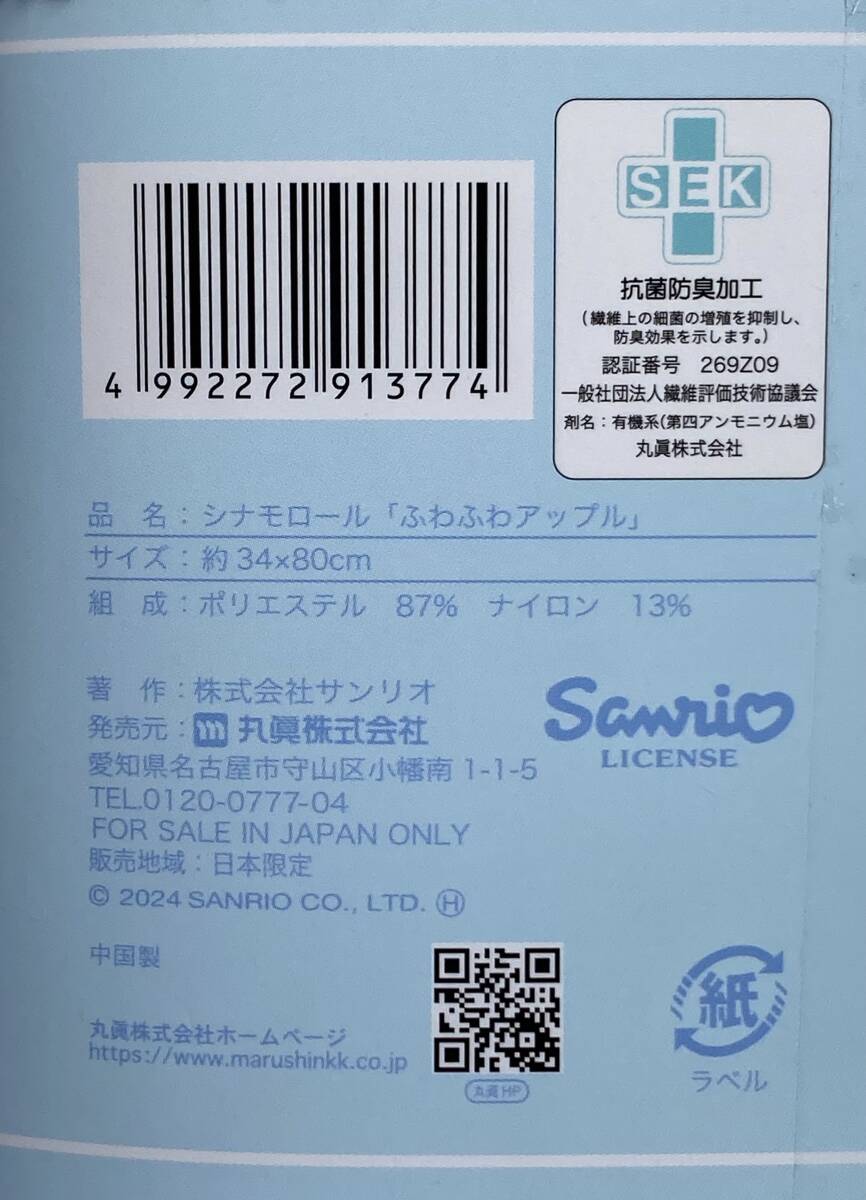 4 992272 913774
SEK
抗菌防臭加工
(繊維上の細菌の増殖を抑制し、
防臭効果を示します。)
認証番号 269Z09
一般社団法人繊維評価技術協議会
剤名：有機系(第四アンモニウム塩)
丸眞株式会社
品 名：シナモロール「ふわふわアップル」
サイズ：約34×80cm
組 成：ポリエステル 87% ナイロン 13%
著 作：株式会社サンリオ
発売元：m 丸眞株式会社
愛知県名古屋市守山区小幡南1-1-5
TEL.0120-0777-04
FOR SALE IN JAPAN ONLY
販売地域：日本限定
© 2024 SANRIO CO., LTD. Ⓗ
Sanrio
LICENSE
中国製
丸眞株式会社ホームページ
https://www.marushinkk.co.jp
丸眞HP
紙
ラベル